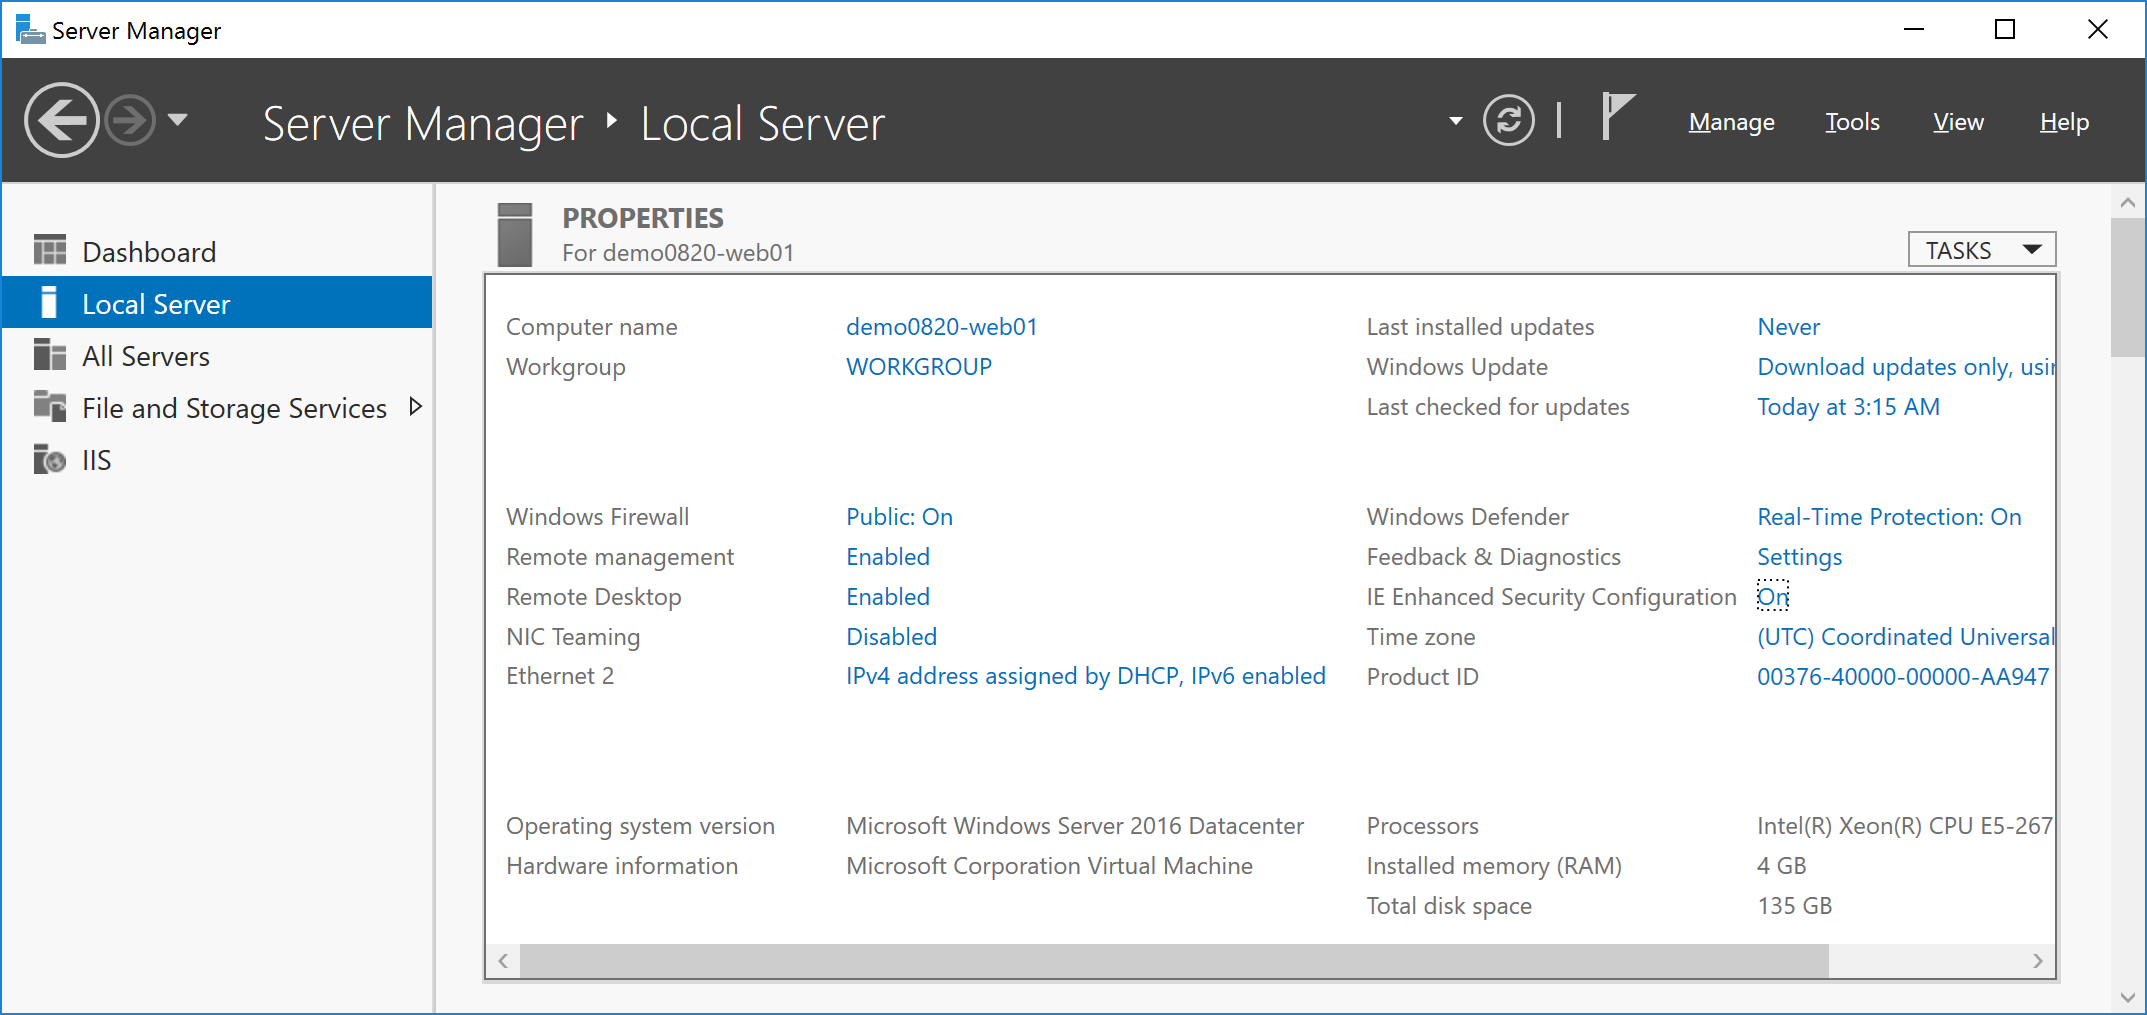 Server Manager
Server Manager Local Server
Manage Tools View Help
Dashboard
Local Server
All Servers
File and Storage Services
IIS
PROPERTIES
For demo0820-web01
TASKS
Computer name demo0820-web01
Workgroup WORKGROUP
Last installed updates Never
Windows Update Download updates only, usin
Last checked for updates Today at 3:15 AM
Windows Firewall Public: On
Remote management Enabled
Remote Desktop Enabled
NIC Teaming Disabled
Ethernet 2 IPv4 address assigned by DHCP, IPv6 enabled
Windows Defender Real-Time Protection: On
Feedback & Diagnostics Settings
IE Enhanced Security Configuration On
Time zone (UTC) Coordinated Universal
Product ID 00376-40000-00000-AA947
Operating system version Microsoft Windows Server 2016 Datacenter
Hardware information Microsoft Corporation Virtual Machine
Processors Intel(R) Xeon(R) CPU E5-267
Installed memory (RAM) 4 GB
Total disk space 135 GB